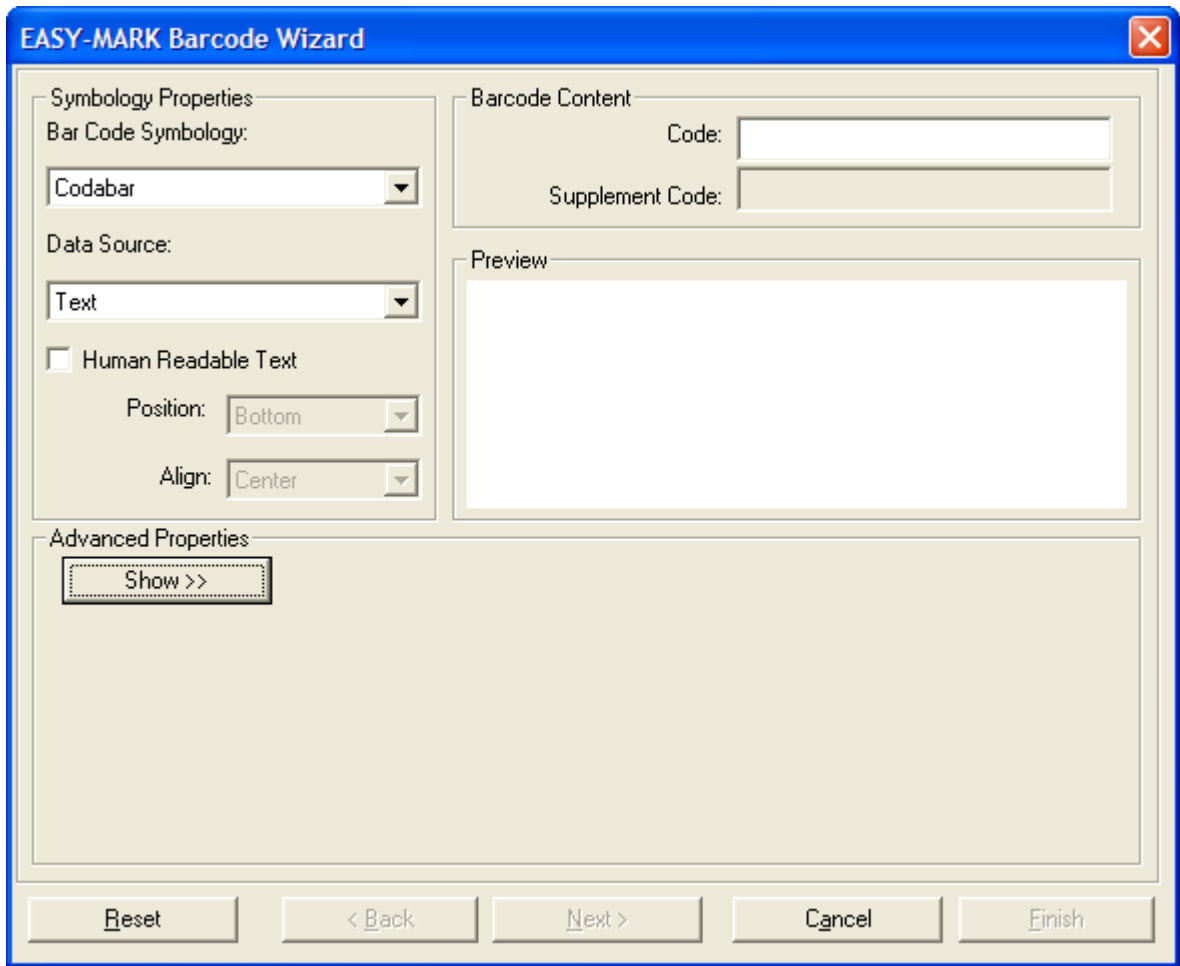 EASY-MARK Barcode Wizard
Symbology Properties
Bar Code Symbology:
Codabar
Data Source:
Text
Human Readable Text
Position: Bottom
Align: Center
Barcode Content
Code:
Supplement Code:
Preview
Advanced Properties
Show >>
Reset
< Back
Next >
Cancel
Finish